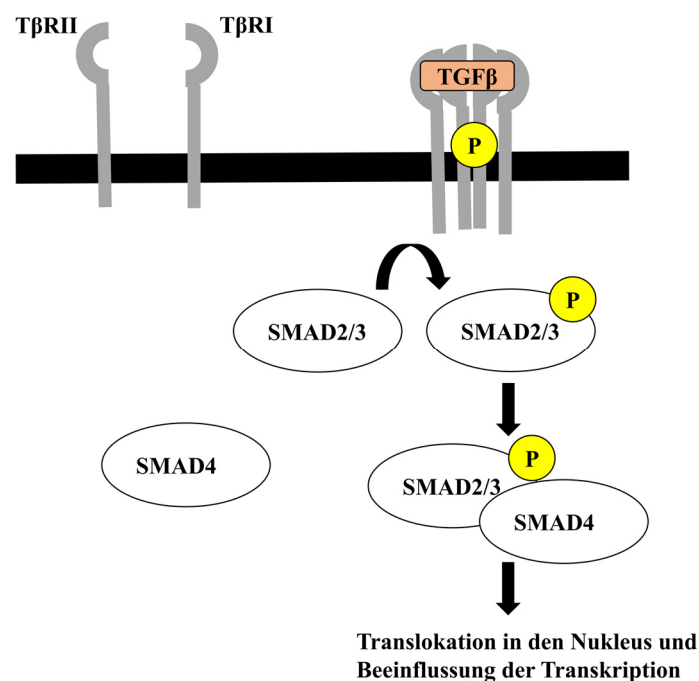 TβRII
TβRI
TGFβ
P
SMAD2/3
SMAD2/3
P
SMAD4
SMAD2/3
P
SMAD4
Translokation in den Nukleus und
Beeinflussung der Transkription